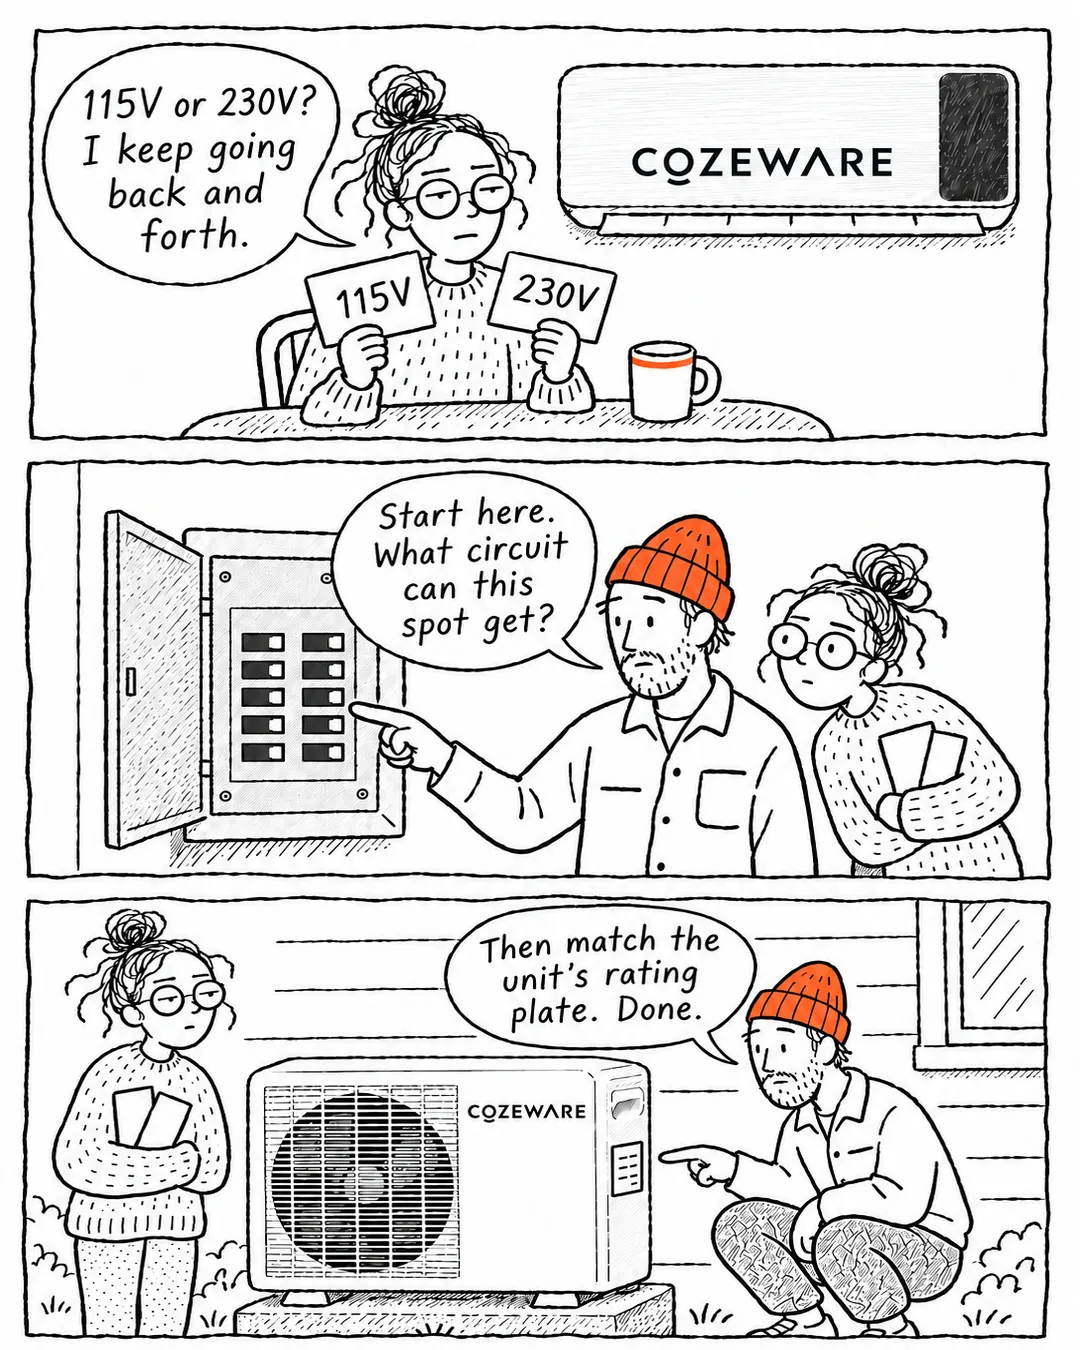 115V or 230V?
I keep going
back and
forth.
COZEWARE
115V
230V
Start here.
What circuit
can this
spot get?
Then match the
unit's rating
plate. Done.
COZEWARE